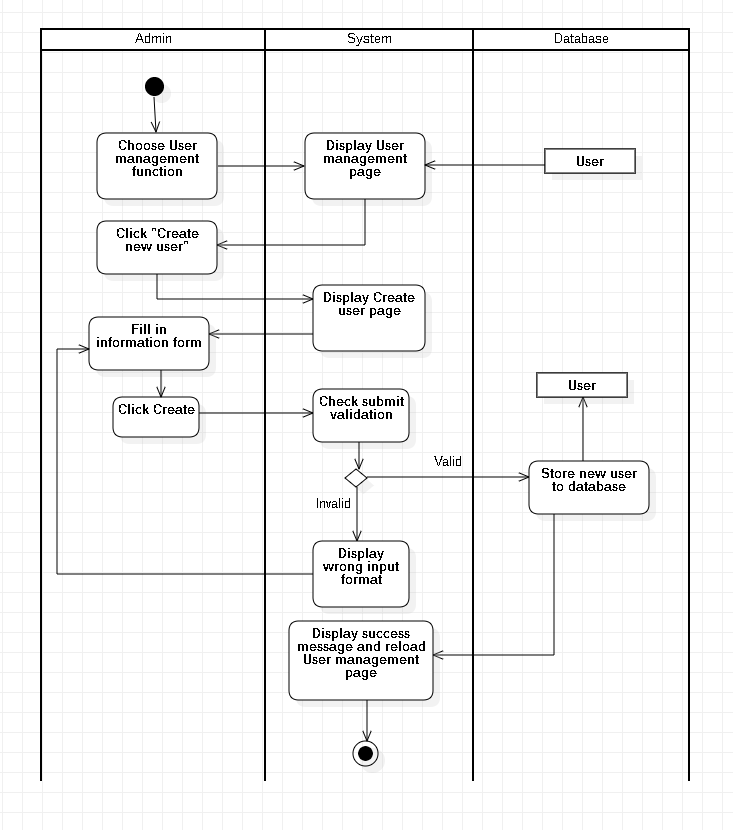 Admin
System
Database
Choose User
management
function
Display User
management
page
User
Click "Create
new user"
Display Create
user page
Fill in
information form
Click Create
Check submit
validation
User
Valid
Store new user
to database
Invalid
Display
wrong input
format
Display success
message and reload
User management
page